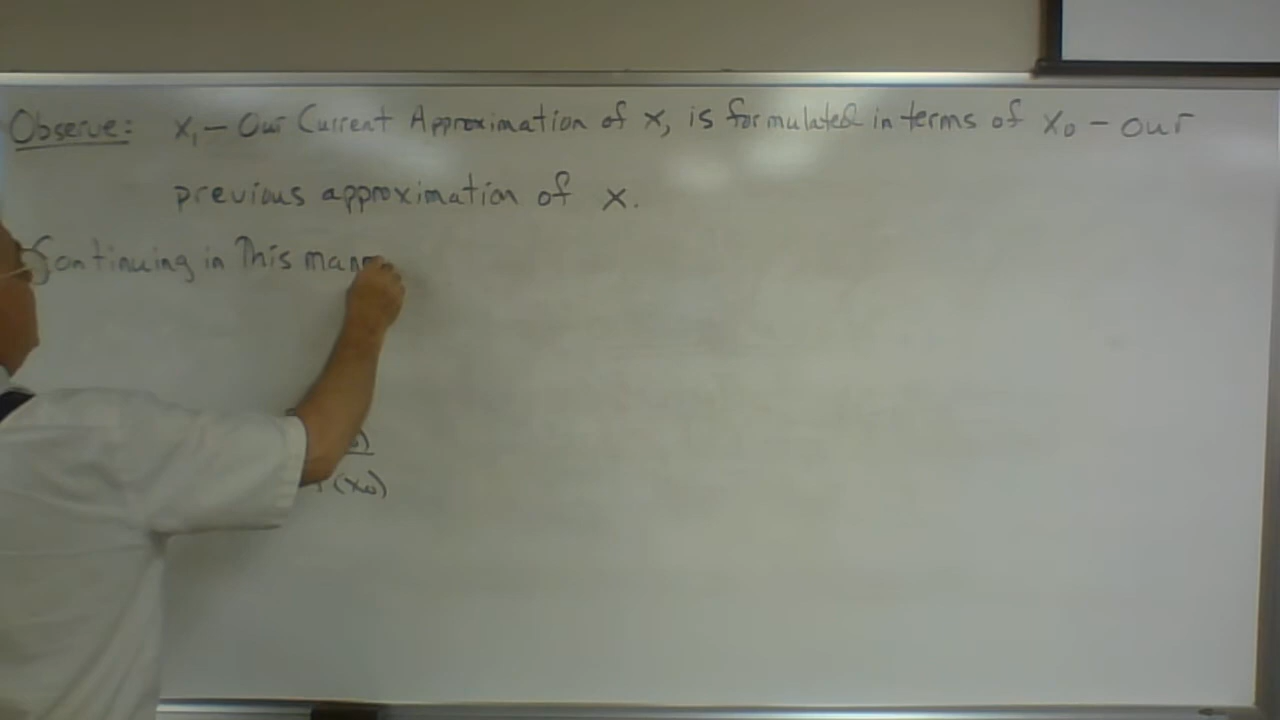 Observe: x₁ – Our Current Approximation of x, is formulated in terms of x₀ – our
previous approximation of x.
Continuing in This mann
(x₀)